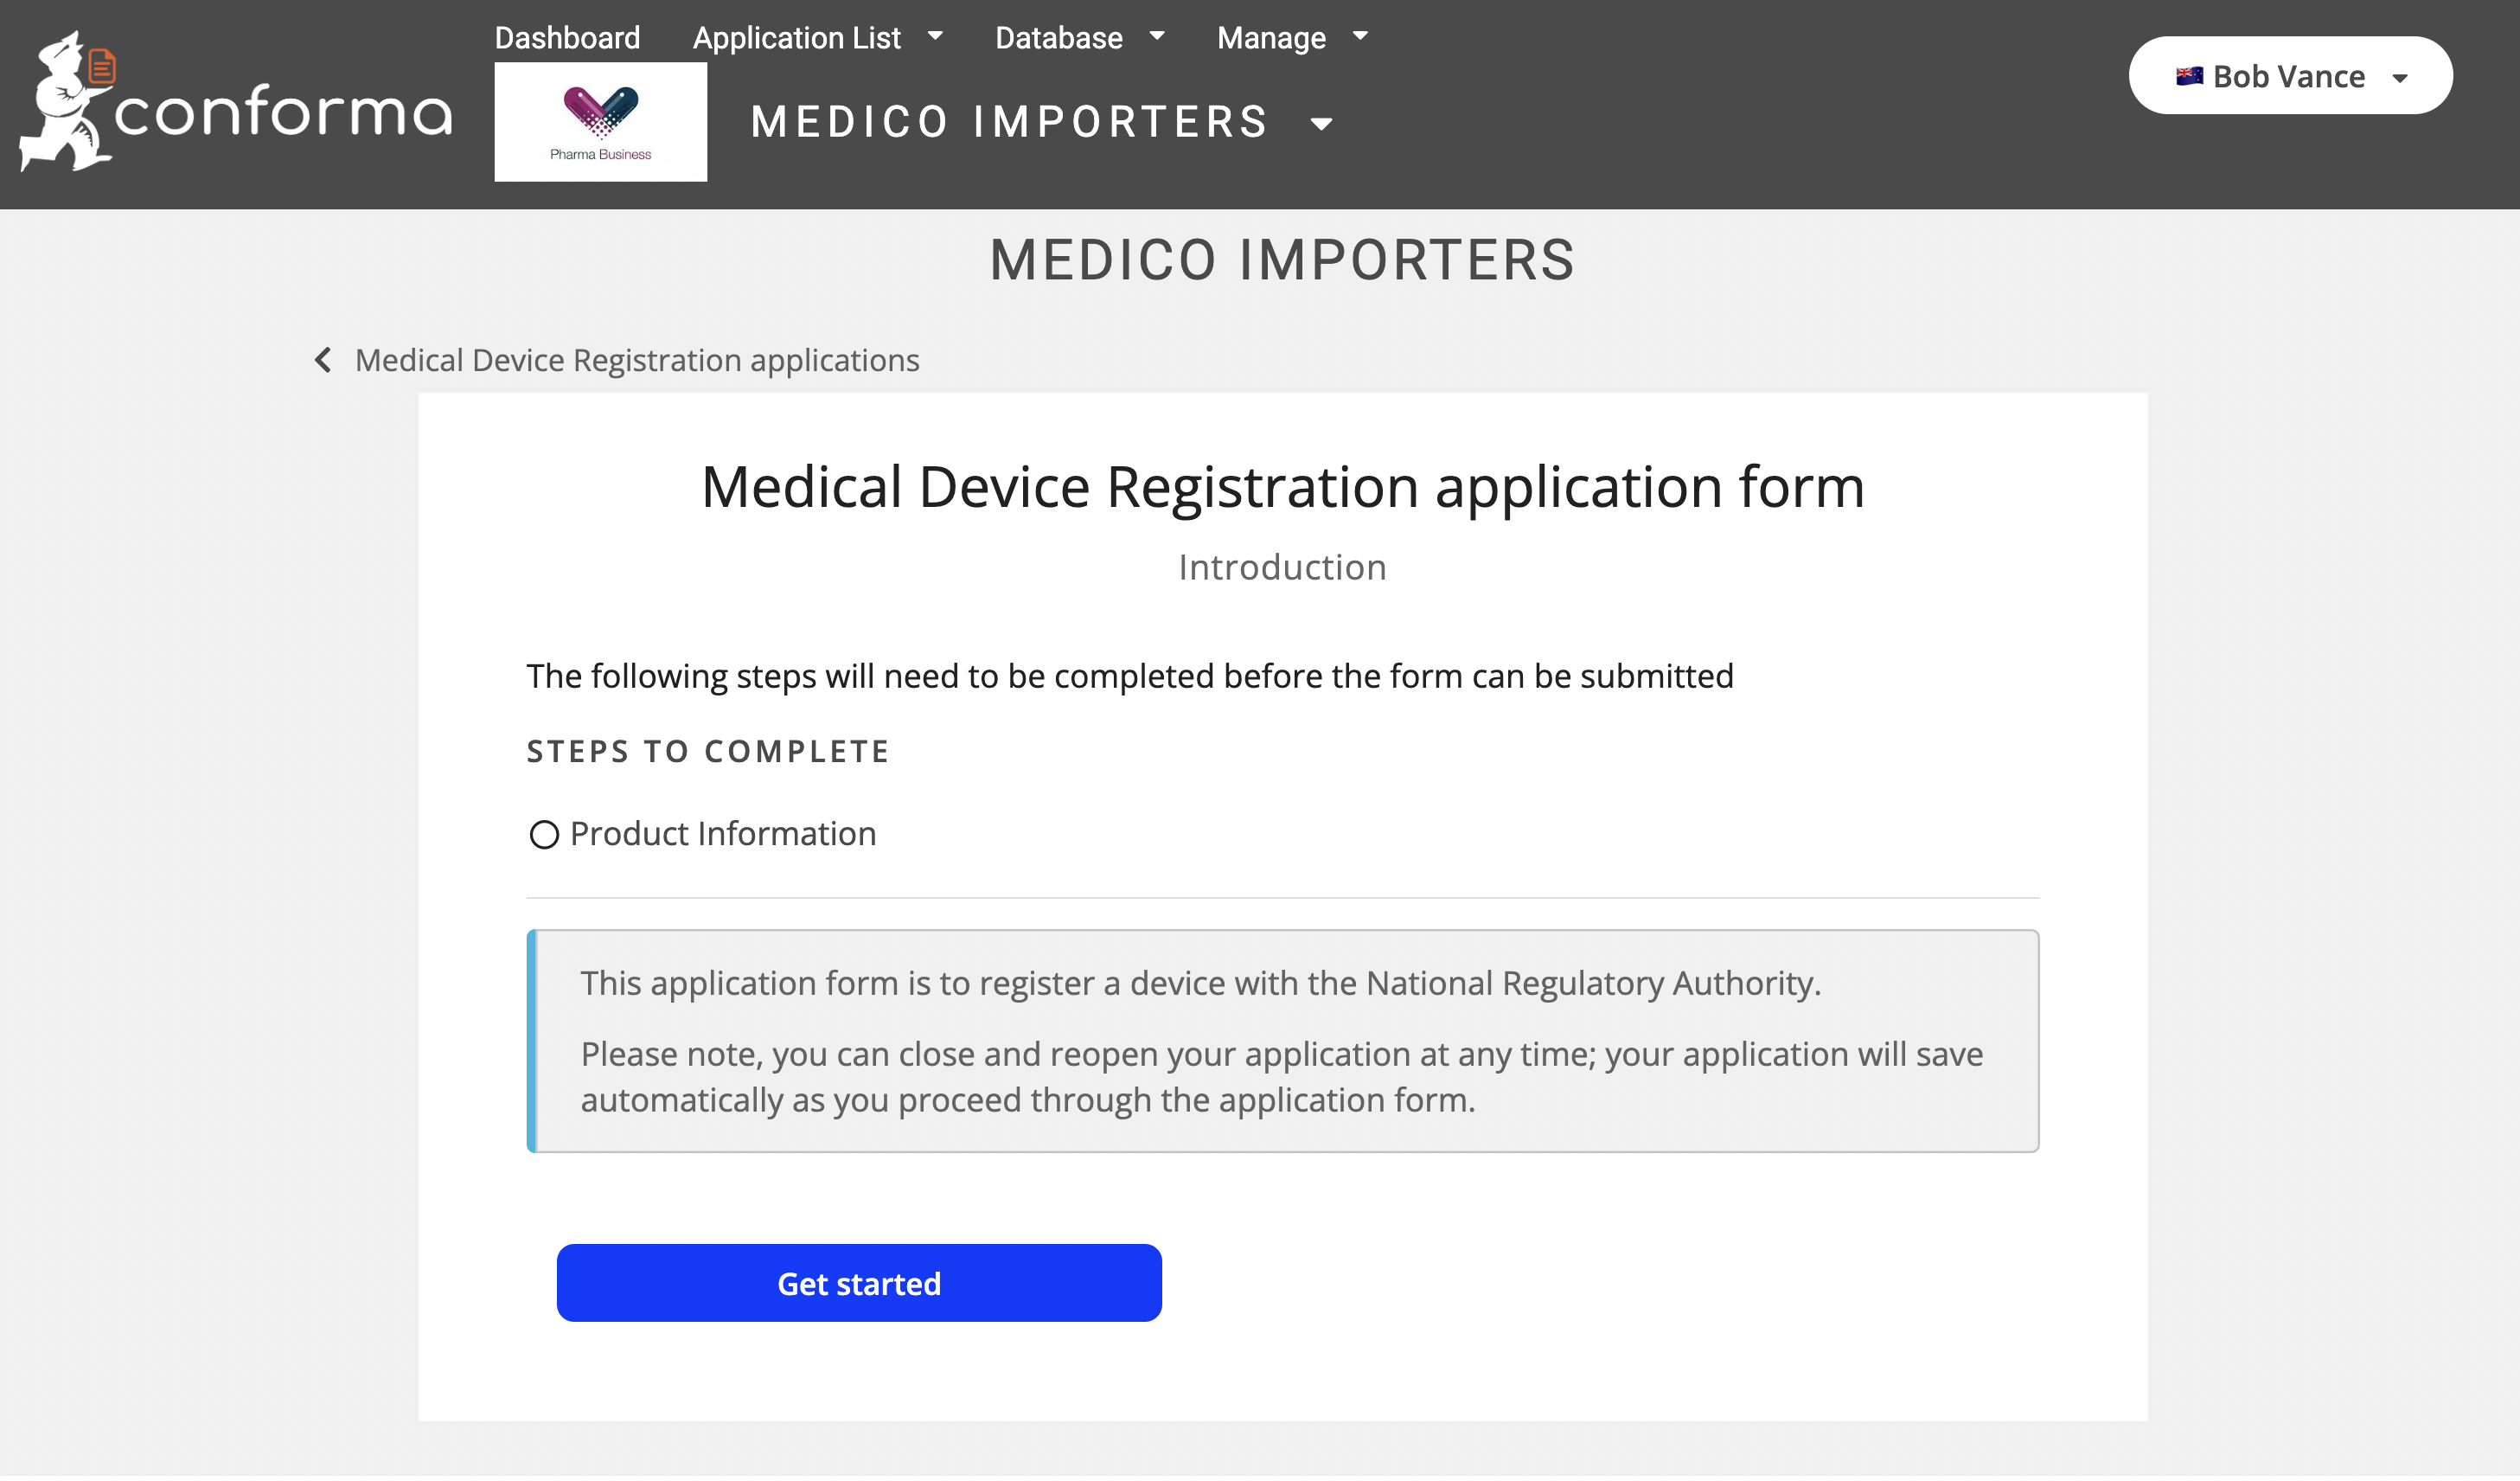 Dashboard
Application List
Database
Manage
Bob Vance
conforma
Pharma Business
MEDICO IMPORTERS
MEDICO IMPORTERS
Medical Device Registration applications
Medical Device Registration application form
Introduction
The following steps will need to be completed before the form can be submitted
STEPS TO COMPLETE
Product Information
This application form is to register a device with the National Regulatory Authority.
Please note, you can close and reopen your application at any time; your application will save
automatically as you proceed through the application form.
Get started